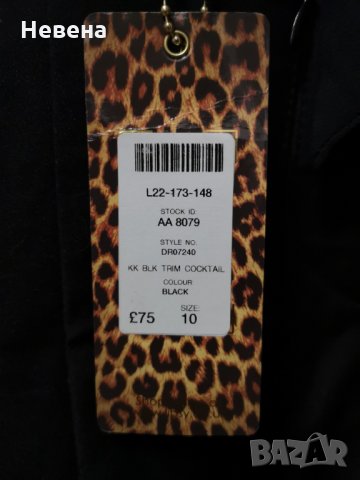 Невена
L22-173-148
STOCK ID:
AA 8079
STYLE NO:
DR07240
KK BLK TRIM COCKTAIL
COLOUR
BLACK
SIZE:
£75 10
BAZAR